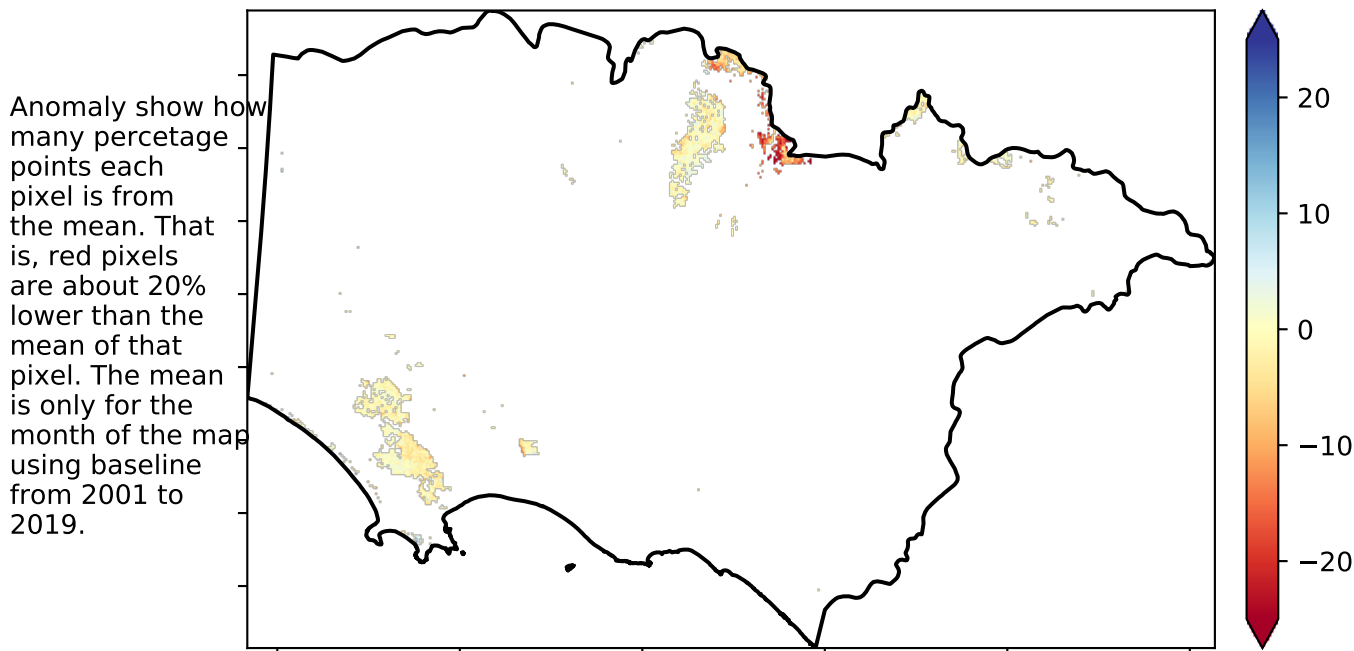 Anomaly show how
many percetage
points each
pixel is from
the mean. That
is, red pixels
are about 20%
lower than the
mean of that
pixel. The mean
is only for the
month of the map
using baseline
from 2001 to
2019.
20
10
0
−10
−20